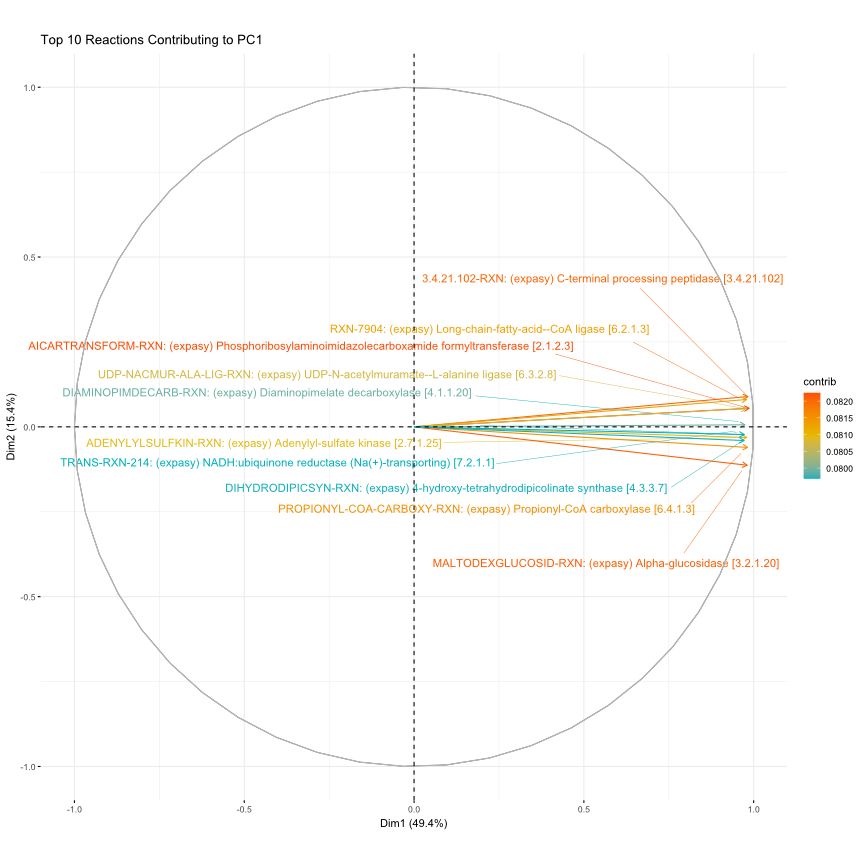 Top 10 Reactions Contributing to PC1
1.0
0.5
0.0
-0.5
-1.0
Dim2 (15.4%)
3.4.21.102-RXN: (expasy) C-terminal processing peptidase [3.4.21.102]
RXN-7904: (expasy) Long-chain-fatty-acid--CoA ligase [6.2.1.3]
AICARTRANSFORM-RXN: (expasy) Phosphoribosylaminoimidazolecarboxamide formyltransferase [2.1.2.3]
UDP-NACMUR-ALA-LIG-RXN: (expasy) UDP-N-acetylmuramate--L-alanine ligase [6.3.2.8]
DIAMINOPIMDECARB-RXN: (expasy) Diaminopimelate decarboxylase [4.1.1.20]
ADENYLYLSULFKIN-RXN: (expasy) Adenylyl-sulfate kinase [2.7.1.25]
TRANS-RXN-214: (expasy) NADH:ubiquinone reductase (Na(+)-transporting) [7.2.1.1]
DIHYDRODIPICSYN-RXN: (expasy) 4-hydroxy-tetrahydrodipicolinate synthase [4.3.3.7]
PROPIONYL-COA-CARBOXY-RXN: (expasy) Propionyl-CoA carboxylase [6.4.1.3]
MALTODEXGLUCOSID-RXN: (expasy) Alpha-glucosidase [3.2.1.20]
-1.0
-0.5
0.0
0.5
1.0
Dim1 (49.4%)
contrib
0.0820
0.0815
0.0810
0.0805
0.0800